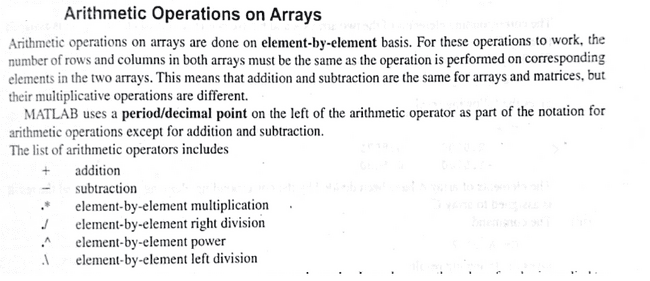 Arithmetic Operations on Arrays
Arithmetic operations on arrays are done on element-by-element basis. For these operations to work, the
number of rows and columns in both arrays must be the same as the operation is performed on corresponding
elements in the two arrays. This means that addition and subtraction are the same for arrays and matrices, but
their multiplicative operations are different.
MATLAB uses a period/decimal point on the left of the arithmetic operator as part of the notation for
arithmetic operations except for addition and subtraction.
The list of arithmetic operators includes
+ addition
− subtraction
.* element-by-element multiplication
./ element-by-element right division
.^ element-by-element power
.\ element-by-element left division